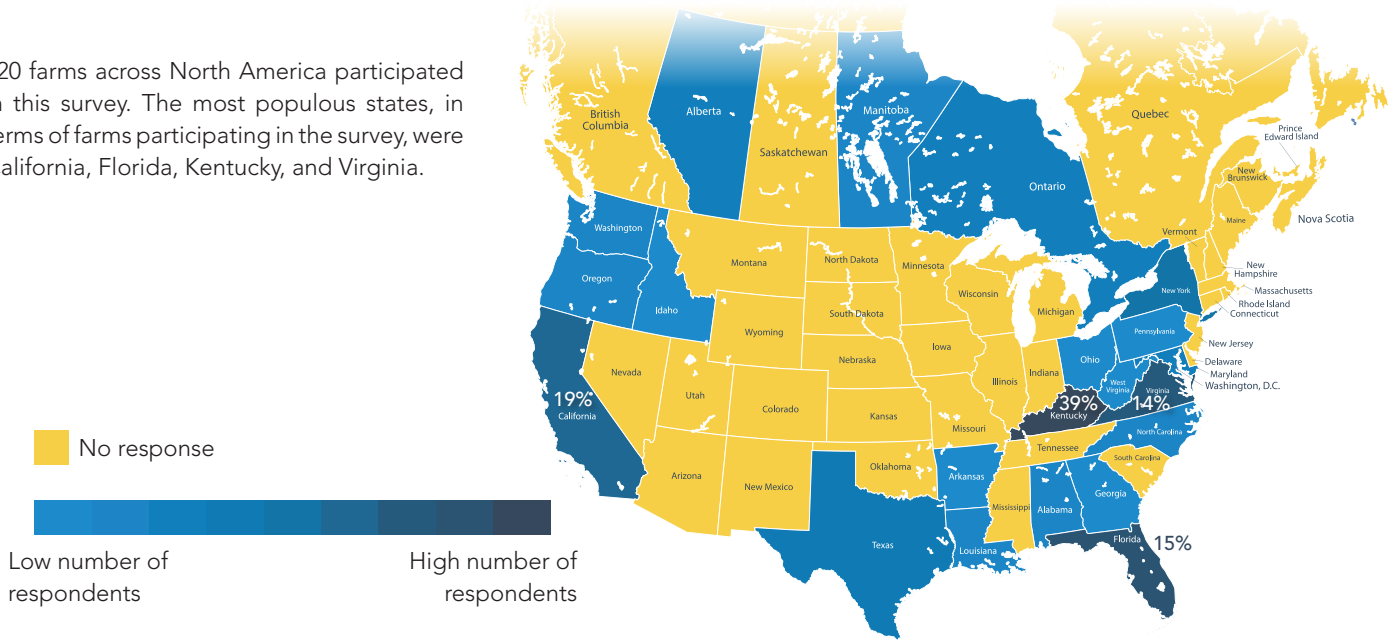 20 farms across North America participated
this survey. The most populous states, in
erms of farms participating in the survey, were
alifornia, Florida, Kentucky, and Virginia.
No response
Low number of
respondents
High number of
respondents
British
Columbia
Alberta
Saskatchewan
Manitoba
Ontario
Quebec
Prince
Edward Island
New
Brunswick
Nova Scotia
Maine
Vermont
New
Hampshire
Massachusetts
Rhode Island
Connecticut
New York
Washington
Montana
North Dakota
Minnesota
Oregon
Idaho
Wyoming
South Dakota
Wisconsin
Michigan
Pennsylvania
New Jersey
Delaware
Maryland
Washington, D.C.
Nevada
Utah
Colorado
Nebraska
Iowa
Illinois
Indiana
Ohio
West
Virginia
Virginia
14%
19%
California
Kansas
Missouri
39%
Kentucky
Tennessee
North Carolina
South Carolina
Arizona
New Mexico
Oklahoma
Arkansas
Mississippi
Alabama
Georgia
Texas
Louisiana
Florida
15%